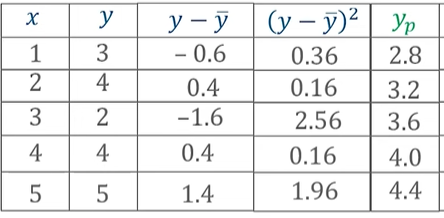 x y y − ȳ (y − ȳ)² yₚ
1 3 − 0.6 0.36 2.8
2 4 0.4 0.16 3.2
3 2 −1.6 2.56 3.6
4 4 0.4 0.16 4.0
5 5 1.4 1.96 4.4